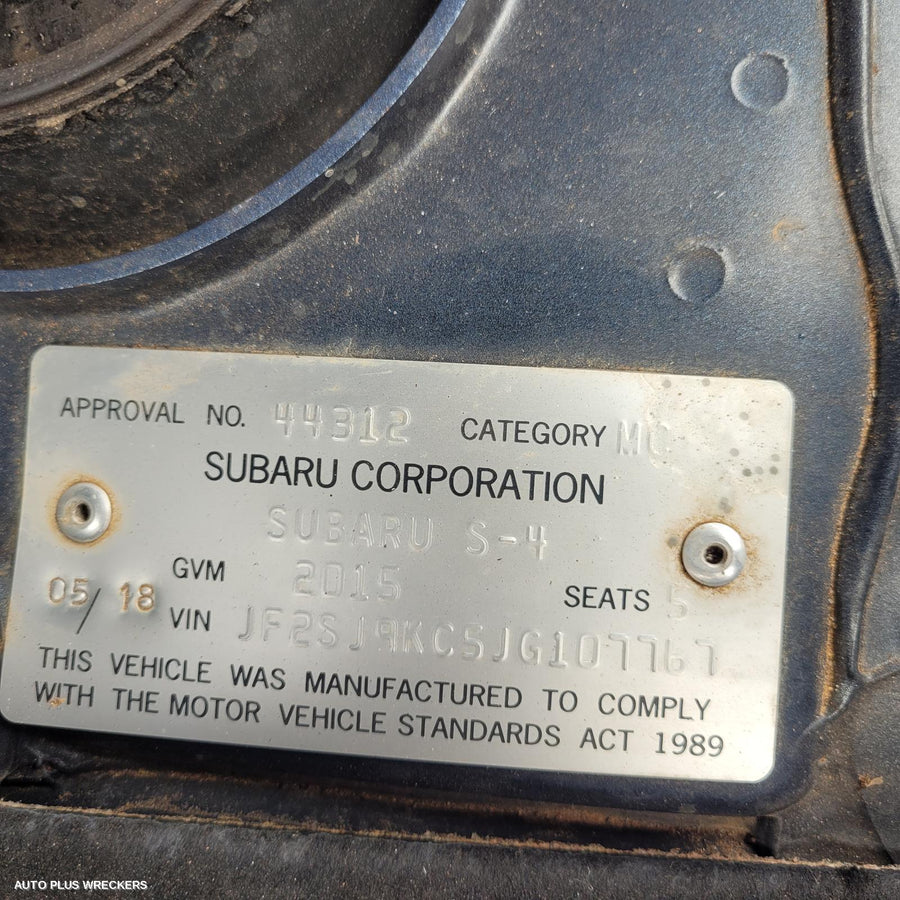 APPROVAL NO. 44312 CATEGORY MC
SUBARU CORPORATION
SUBARU S-4
GVM 2015 SEATS 5
05/18
VIN JF2SJ9KC5JG107767
THIS VEHICLE WAS MANUFACTURED TO COMPLY
WITH THE MOTOR VEHICLE STANDARDS ACT 1989
AUTO PLUS WRECKERS